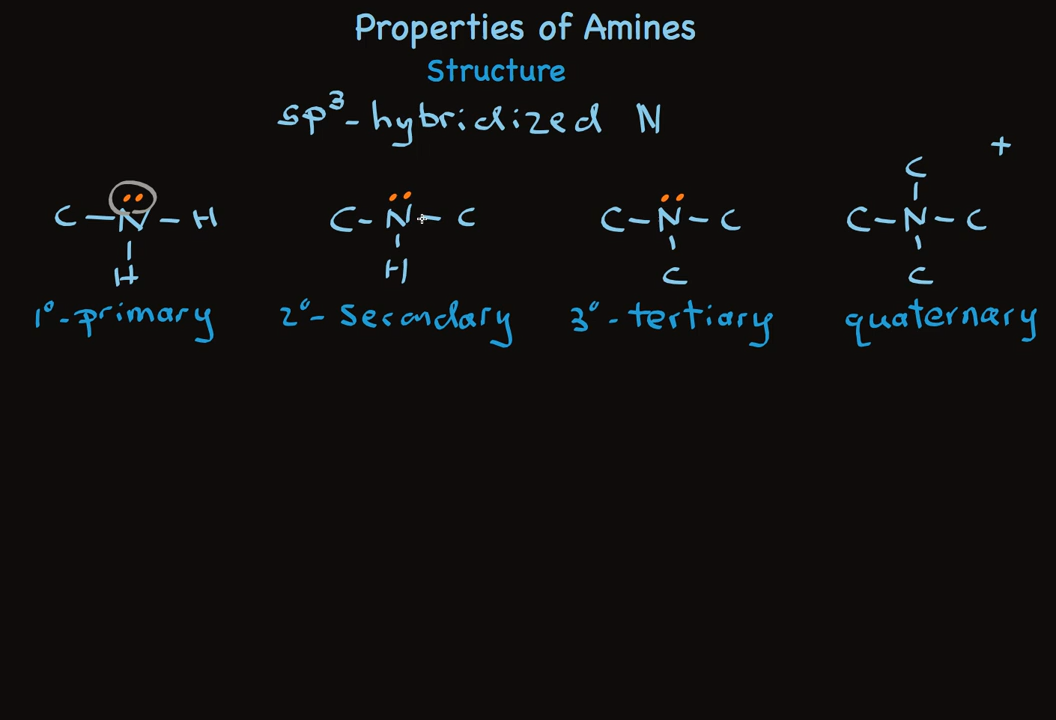 Properties of Amines
Structure
sp³-hybridized N
C +
C-N-H C-N-C C-N-C C-N-C
H H C C
1°-primary 2°-secondary 3°-tertiary quaternary